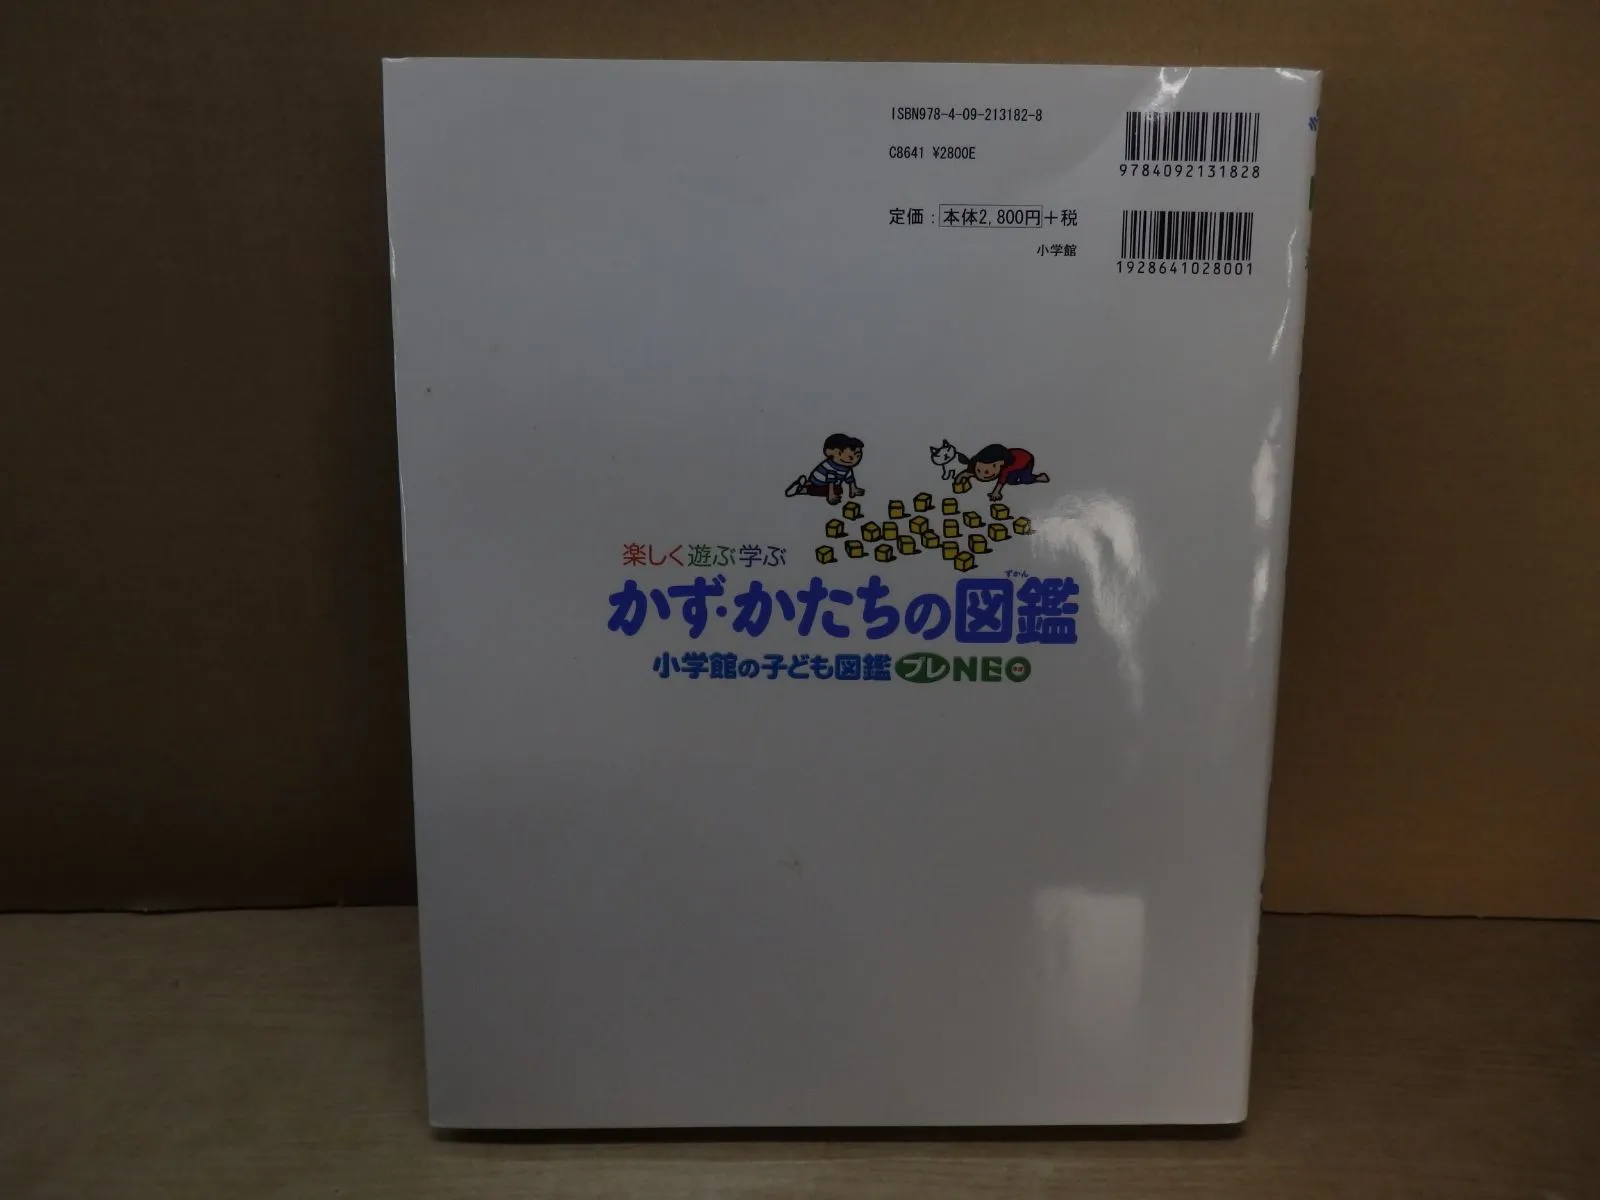 ISBN978-4-09-213182-8
C8641 ¥2800E
9784092131828
定価：本体2,800円＋税
小学館
1928641028001
楽しく遊ぶ学ぶ
ずかん
かず・かたちの図鑑
小学館の子ども図鑑 プレNEO